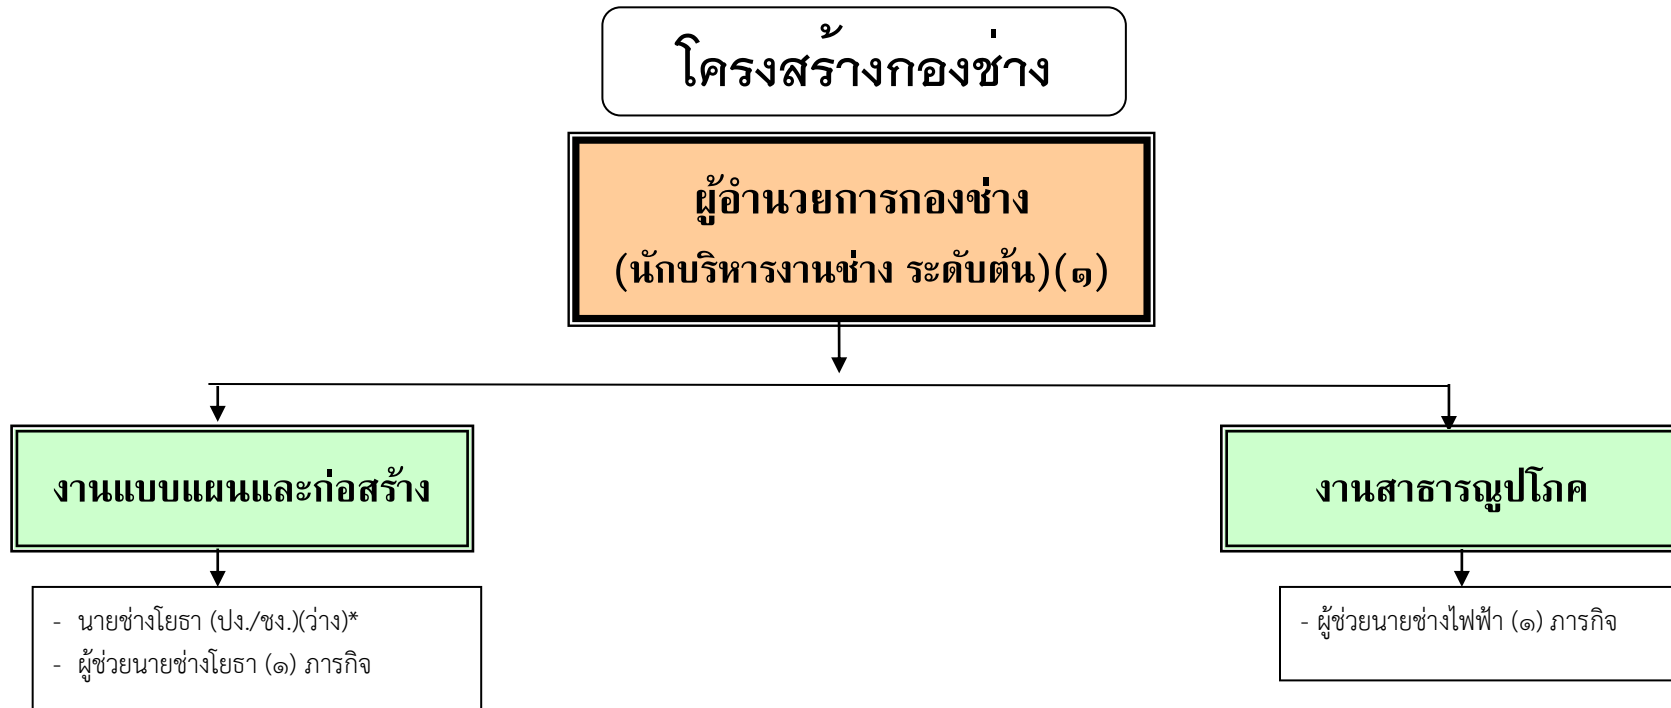 โครงสร้างกองช่าง
ผู้อำนวยการกองช่าง
(นักบริหารงานช่าง ระดับต้น)(๑)
งานแบบแผนและก่อสร้าง
งานสาธารณูปโภค
- นายช่างโยธา (ปง./ชง.)(ว่าง)*
- ผู้ช่วยนายช่างโยธา (๑) ภารกิจ
- ผู้ช่วยนายช่างไฟฟ้า (๑) ภารกิจ